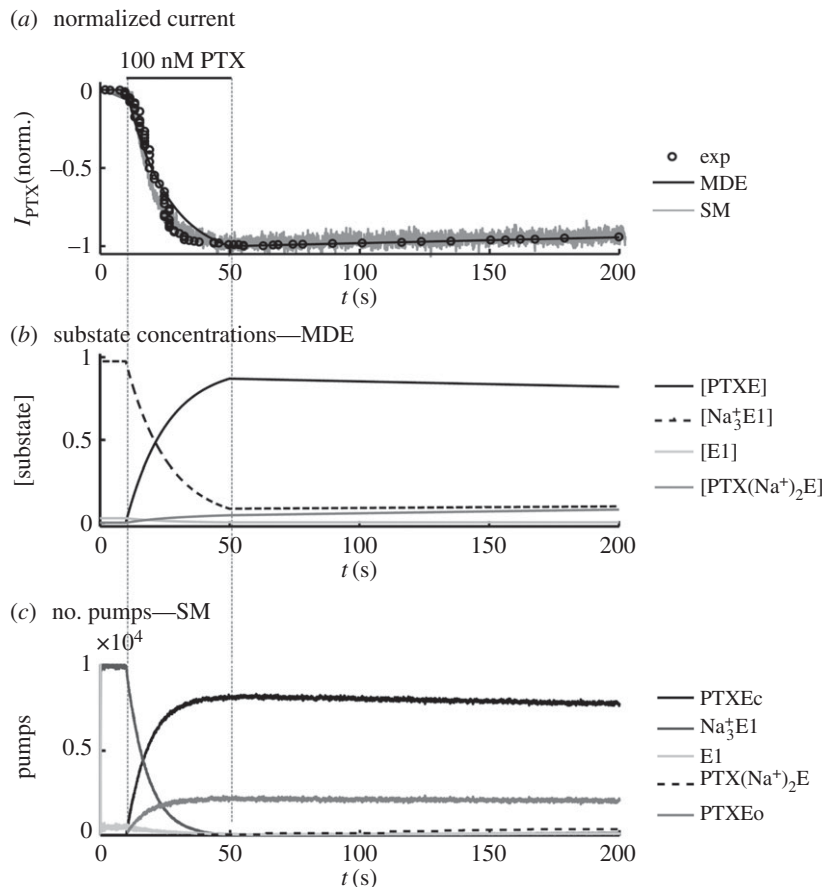 (a) normalized current
100 nM PTX
0
−0.5
−1
I_PTX(norm.)
0 50 100 150 200
t (s)
exp
MDE
SM
(b) substate concentrations—MDE
1
0.5
0
[substate]
0 50 100 150 200
t (s)
[PTXE]
[Na₃⁺E1]
[E1]
[PTX(Na⁺)₂E]
(c) no. pumps—SM
×10⁴
1
0.5
0
pumps
0 50 100 150 200
t (s)
PTXEc
Na₃⁺E1
E1
PTX(Na⁺)₂E
PTXEo